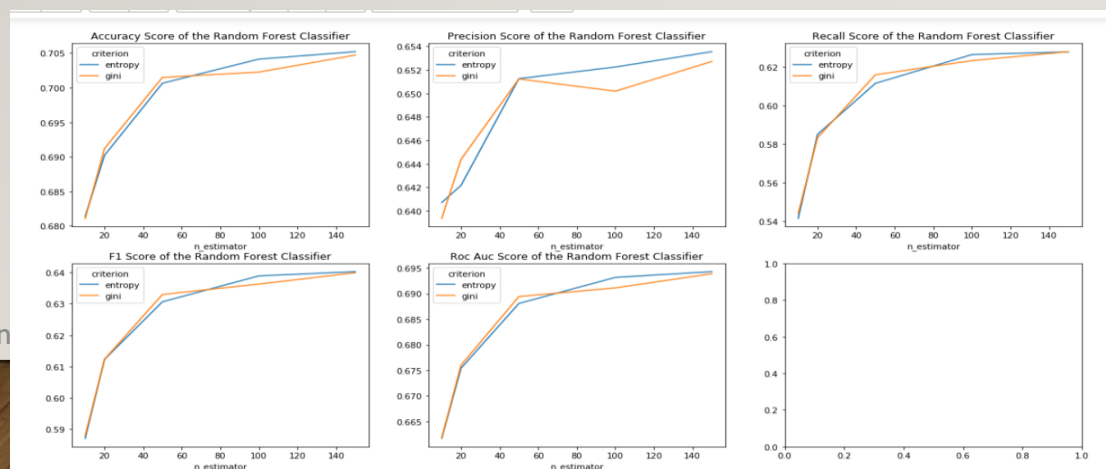 Accuracy Score of the Random Forest Classifier
criterion
entropy
gini
0.705
0.700
0.695
0.690
0.685
0.680
20 40 60 80 100 120 140
n_estimator
Precision Score of the Random Forest Classifier
criterion
entropy
gini
0.654
0.652
0.650
0.648
0.646
0.644
0.642
0.640
20 40 60 80 100 120 140
n_estimator
Recall Score of the Random Forest Classifier
criterion
entropy
gini
0.62
0.60
0.58
0.56
0.54
20 40 60 80 100 120 140
n_estimator
F1 Score of the Random Forest Classifier
criterion
entropy
gini
0.64
0.63
0.62
0.61
0.60
0.59
20 40 60 80 100 120 140
n_estimator
Roc Auc Score of the Random Forest Classifier
criterion
entropy
gini
0.695
0.690
0.685
0.680
0.675
0.670
0.665
20 40 60 80 100 120 140
n_estimator
1.0
0.8
0.6
0.4
0.2
0.0
0.0 0.2 0.4 0.6 0.8 1.0